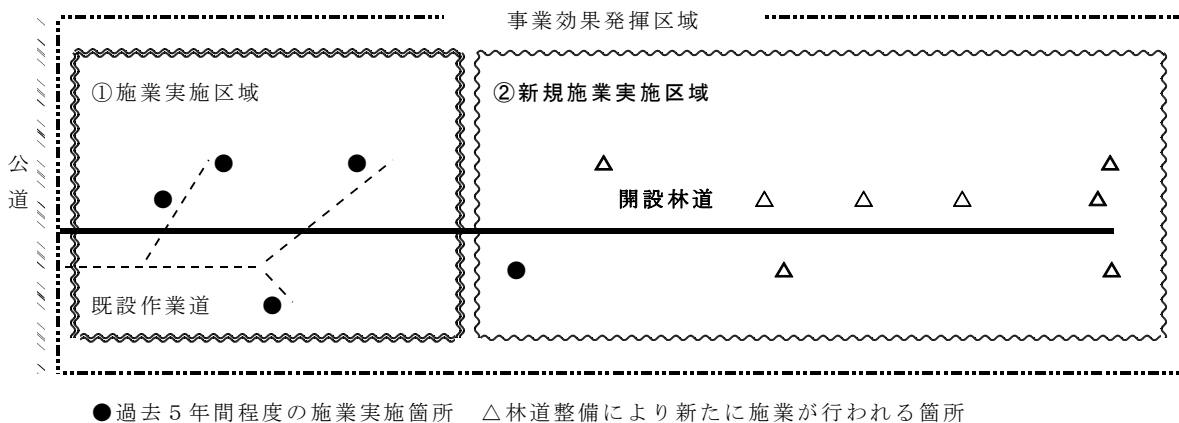 事業効果発揮区域
①施業実施区域
②新規施業実施区域
公道
開設林道
既設作業道
●過去5年間程度の施業実施箇所 △林道整備により新たに施業が行われる箇所